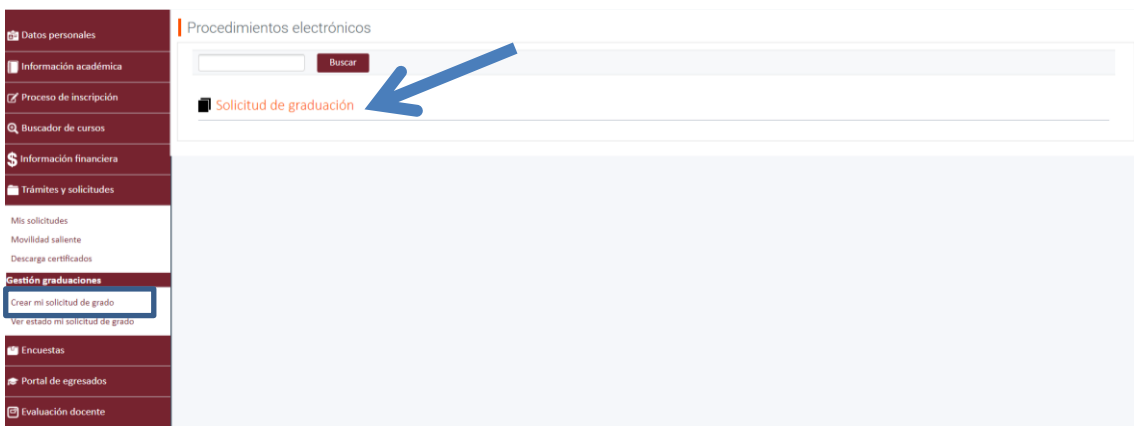 Datos personales
Información académica
Proceso de inscripción
Buscador de cursos
Información financiera
Trámites y solicitudes
Mis solicitudes
Movilidad saliente
Descarga certificados
Gestión graduaciones
Crear mi solicitud de grado
Ver estado mi solicitud de grado
Encuestas
Portal de egresados
Evaluación docente
Procedimientos electrónicos
Buscar
Solicitud de graduación